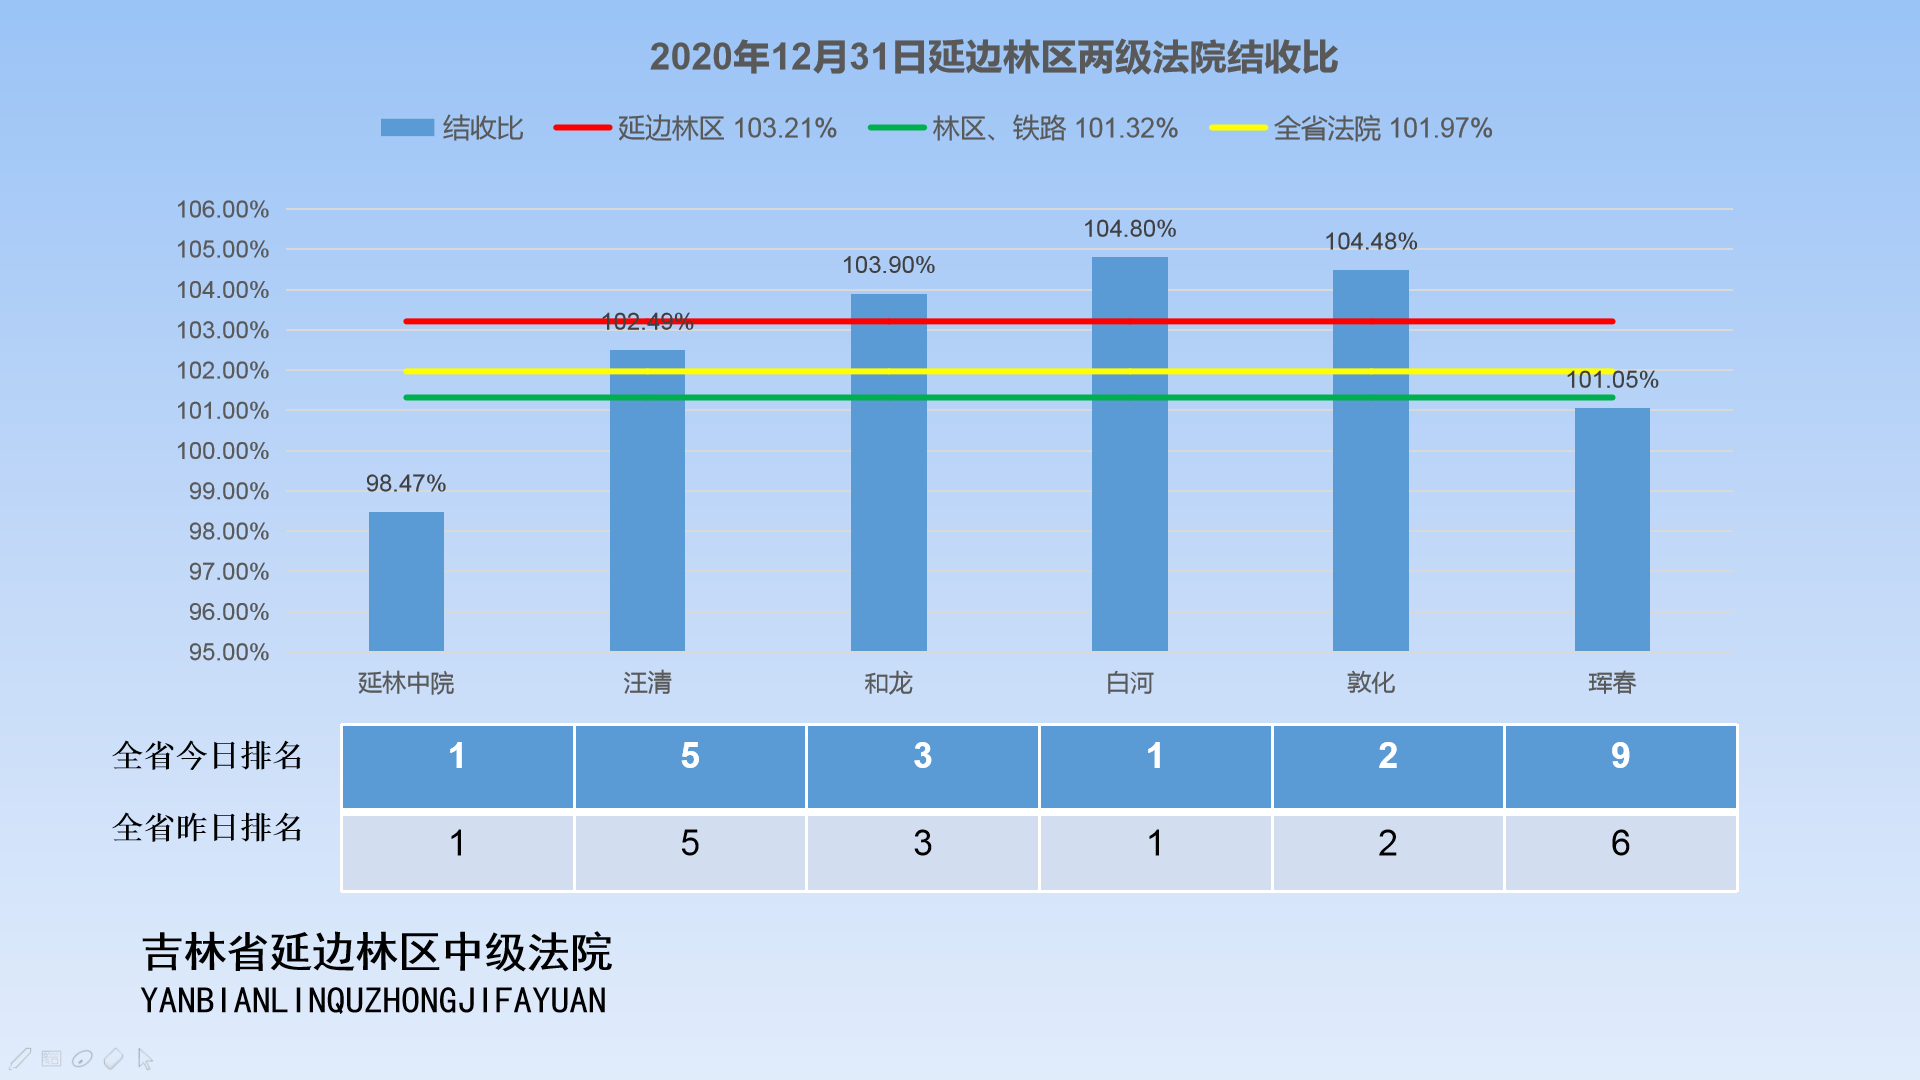 2020年12月31日延边林区两级法院结收比
结收比 延边林区 103.21% 林区、铁路 101.32% 全省法院 101.97%
106.00%
105.00%
104.00%
103.00%
102.00%
101.00%
100.00%
99.00%
98.00%
97.00%
96.00%
95.00%
98.47%
102.49%
103.90%
104.80%
104.48%
101.05%
延林中院 汪清 和龙 白河 敦化 珲春
全省今日排名 1 5 3 1 2 9
全省昨日排名 1 5 3 1 2 6
吉林省延边林区中级法院
YANBIANLINQUZHONGJIFAYUAN